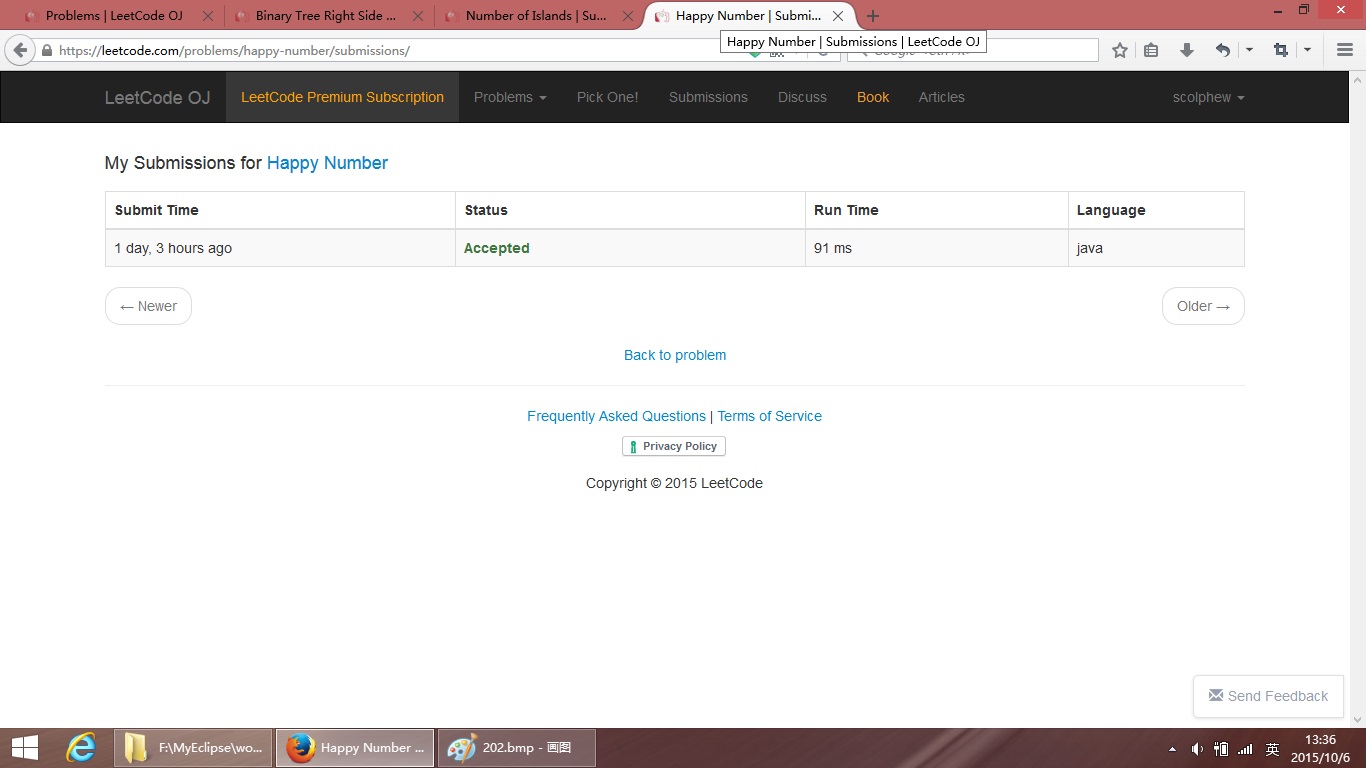 Problems | LeetCode OJ
Binary Tree Right Side ...
Number of Islands | Su...
Happy Number | Submi...
https://leetcode.com/problems/happy-number/submissions/
Happy Number | Submissions | LeetCode OJ
LeetCode OJ
LeetCode Premium Subscription
Problems
Pick One!
Submissions
Discuss
Book
Articles
scolphew
My Submissions for Happy Number
Submit Time Status Run Time Language
1 day, 3 hours ago Accepted 91 ms java
← Newer
Older →
Back to problem
Frequently Asked Questions | Terms of Service
Privacy Policy
Copyright © 2015 LeetCode
Send Feedback
F:\MyEclipse\wo...
Happy Number ...
202.bmp - 画图
英
13:36
2015/10/6